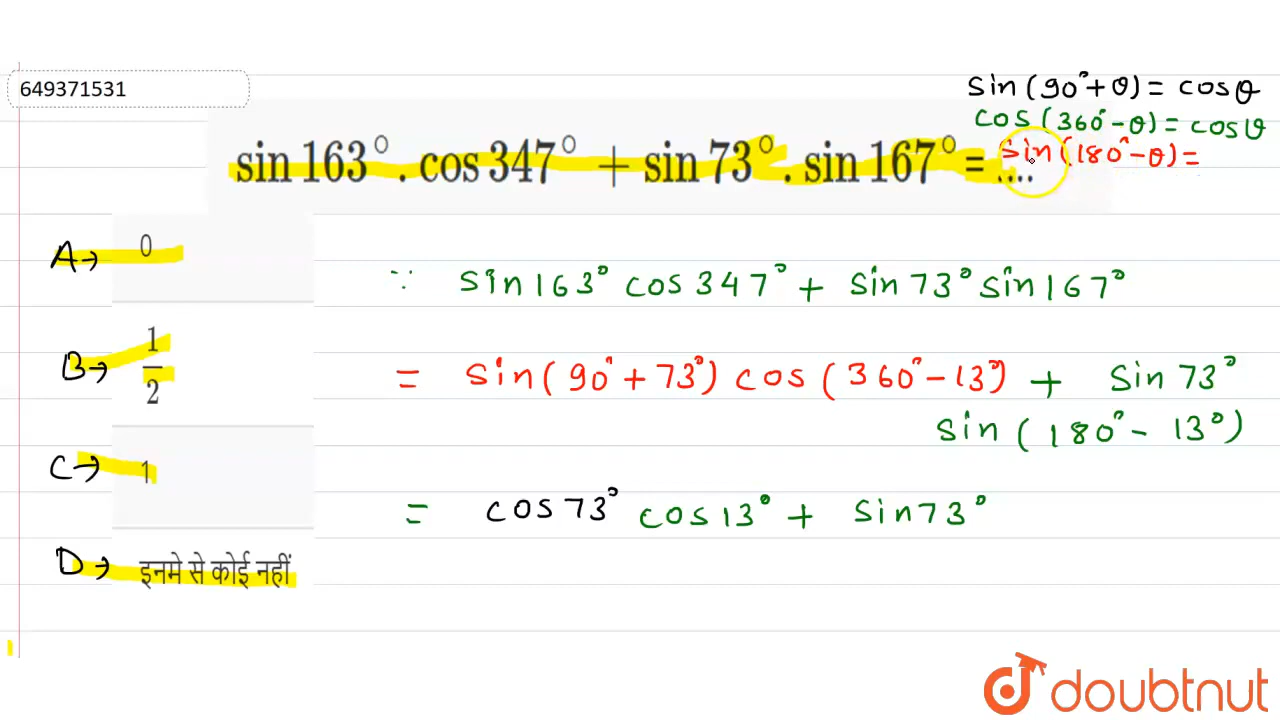 649371531
sin(90°+θ) = cosθ
cos(360°-θ) = cosθ
sin(180°-θ) =
sin 163° . cos 347° + sin 73° . sin 167° = ....
A→ 0
∵ sin163° cos347° + sin73° sin167°
B→ 1/2
= sin(90°+73°) cos(360°-13°) + sin73°
sin(180°-13°)
C→ 1
= cos73° cos13° + sin73°
D→ इनमे से कोई नहीं
doubtnut